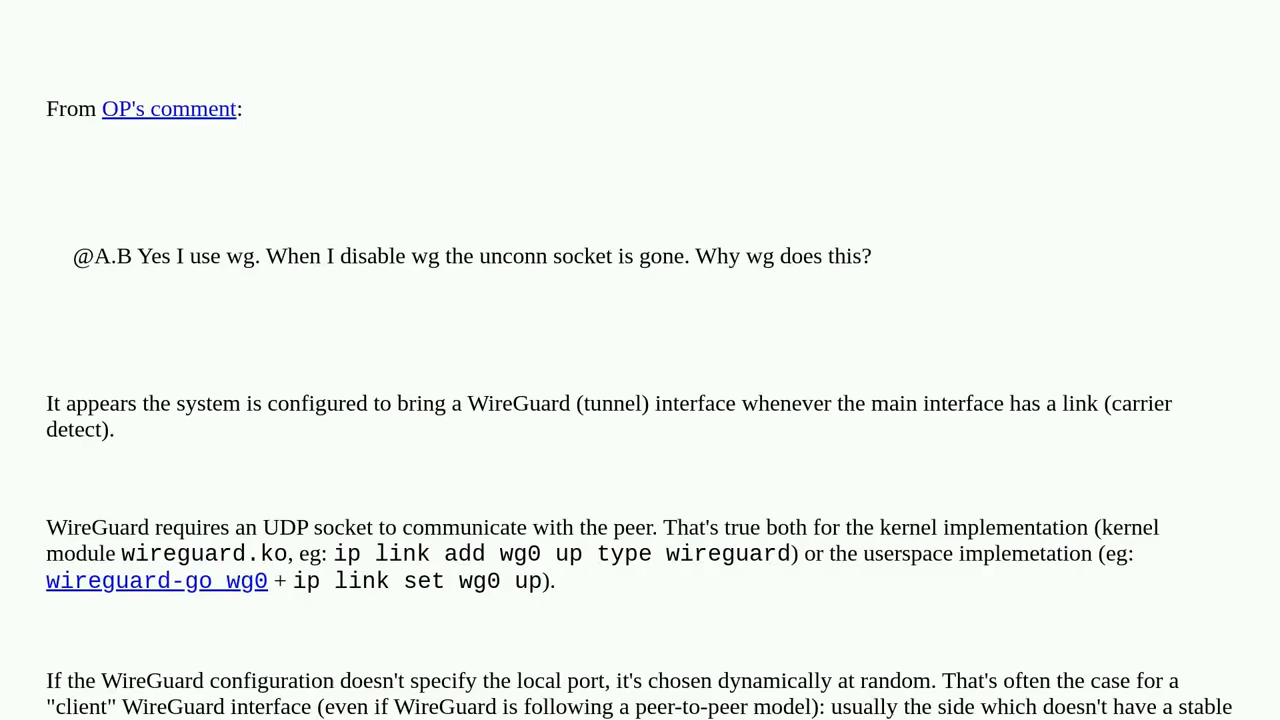 From OP's comment:
@A.B Yes I use wg. When I disable wg the unconn socket is gone. Why wg does this?
It appears the system is configured to bring a WireGuard (tunnel) interface whenever the main interface has a link (carrier
detect).
WireGuard requires an UDP socket to communicate with the peer. That's true both for the kernel implementation (kernel
module wireguard.ko, eg: ip link add wg0 up type wireguard) or the userspace implemetation (eg:
wireguard-go wg0 + ip link set wg0 up).
If the WireGuard configuration doesn't specify the local port, it's chosen dynamically at random. That's often the case for a
"client" WireGuard interface (even if WireGuard is following a peer-to-peer model): usually the side which doesn't have a stable